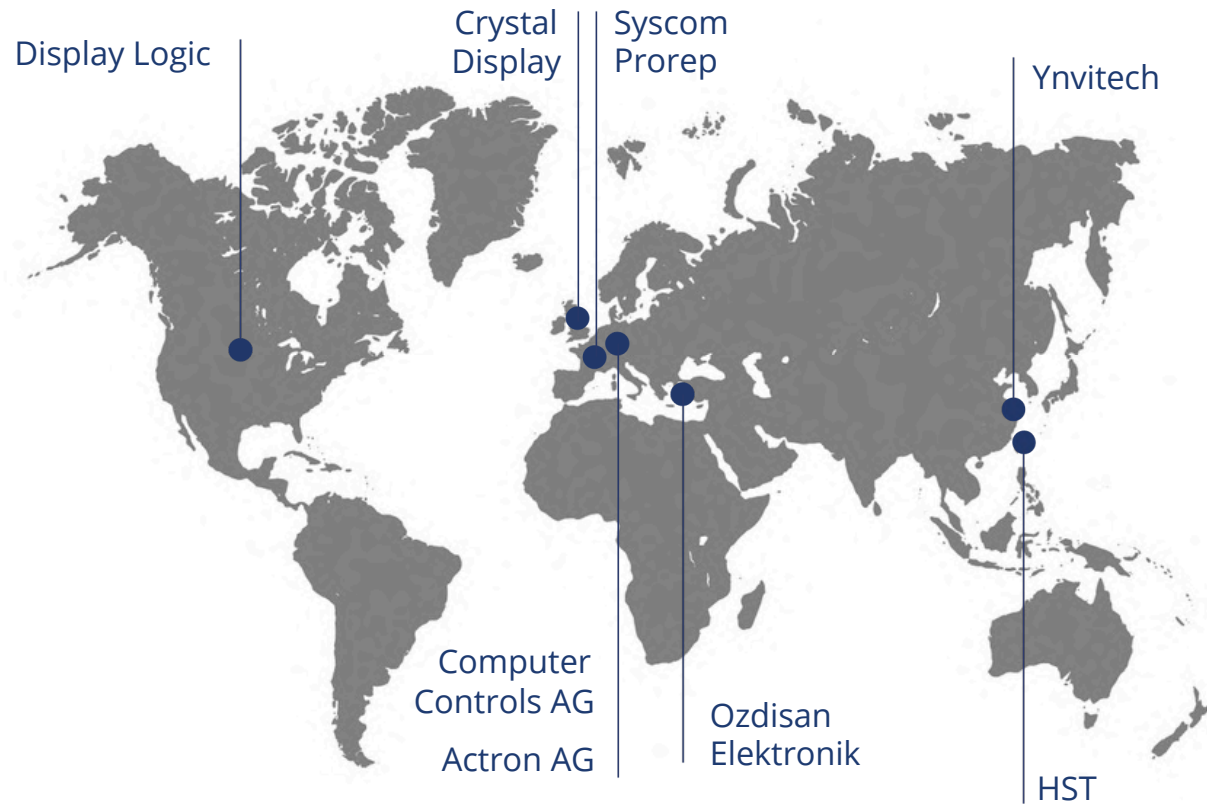 Display Logic
Crystal
Display
Syscom
Prorep
Ynvitech
Computer
Controls AG
Actron AG
Ozdisan
Elektronik
HST